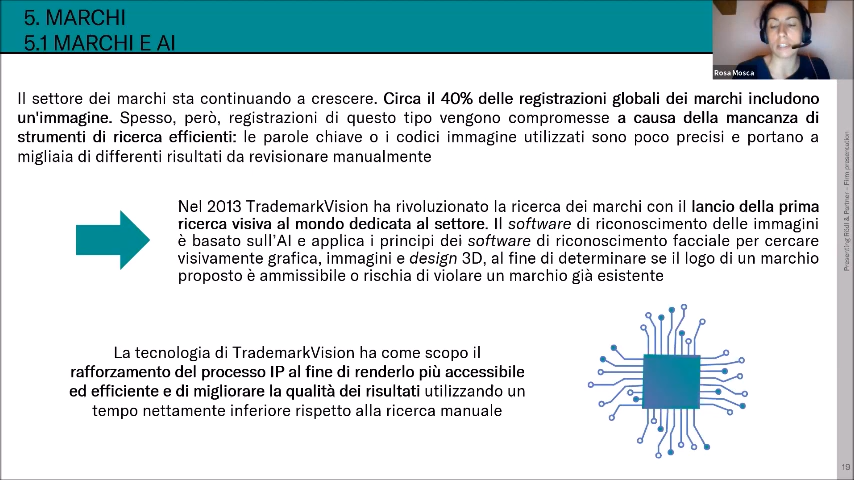 5. MARCHI
5.1 MARCHI E AI
Rosa Mosca
Il settore dei marchi sta continuando a crescere. Circa il 40% delle registrazioni globali dei marchi includono
un'immagine. Spesso, però, registrazioni di questo tipo vengono compromesse a causa della mancanza di
strumenti di ricerca efficienti: le parole chiave o i codici immagine utilizzati sono poco precisi e portano a
migliaia di differenti risultati da revisionare manualmente
Nel 2013 TrademarkVision ha rivoluzionato la ricerca dei marchi con il lancio della prima
ricerca visiva al mondo dedicata al settore. Il software di riconoscimento delle immagini
è basato sull'AI e applica i principi dei software di riconoscimento facciale per cercare
visivamente grafica, immagini e design 3D, al fine di determinare se il logo di un marchio
proposto è ammissibile o rischia di violare un marchio già esistente
La tecnologia di TrademarkVision ha come scopo il
rafforzamento del processo IP al fine di renderlo più accessibile
ed efficiente e di migliorare la qualità dei risultati utilizzando un
tempo nettamente inferiore rispetto alla ricerca manuale
Presenting Rödl & Partner – Firm presentation
19